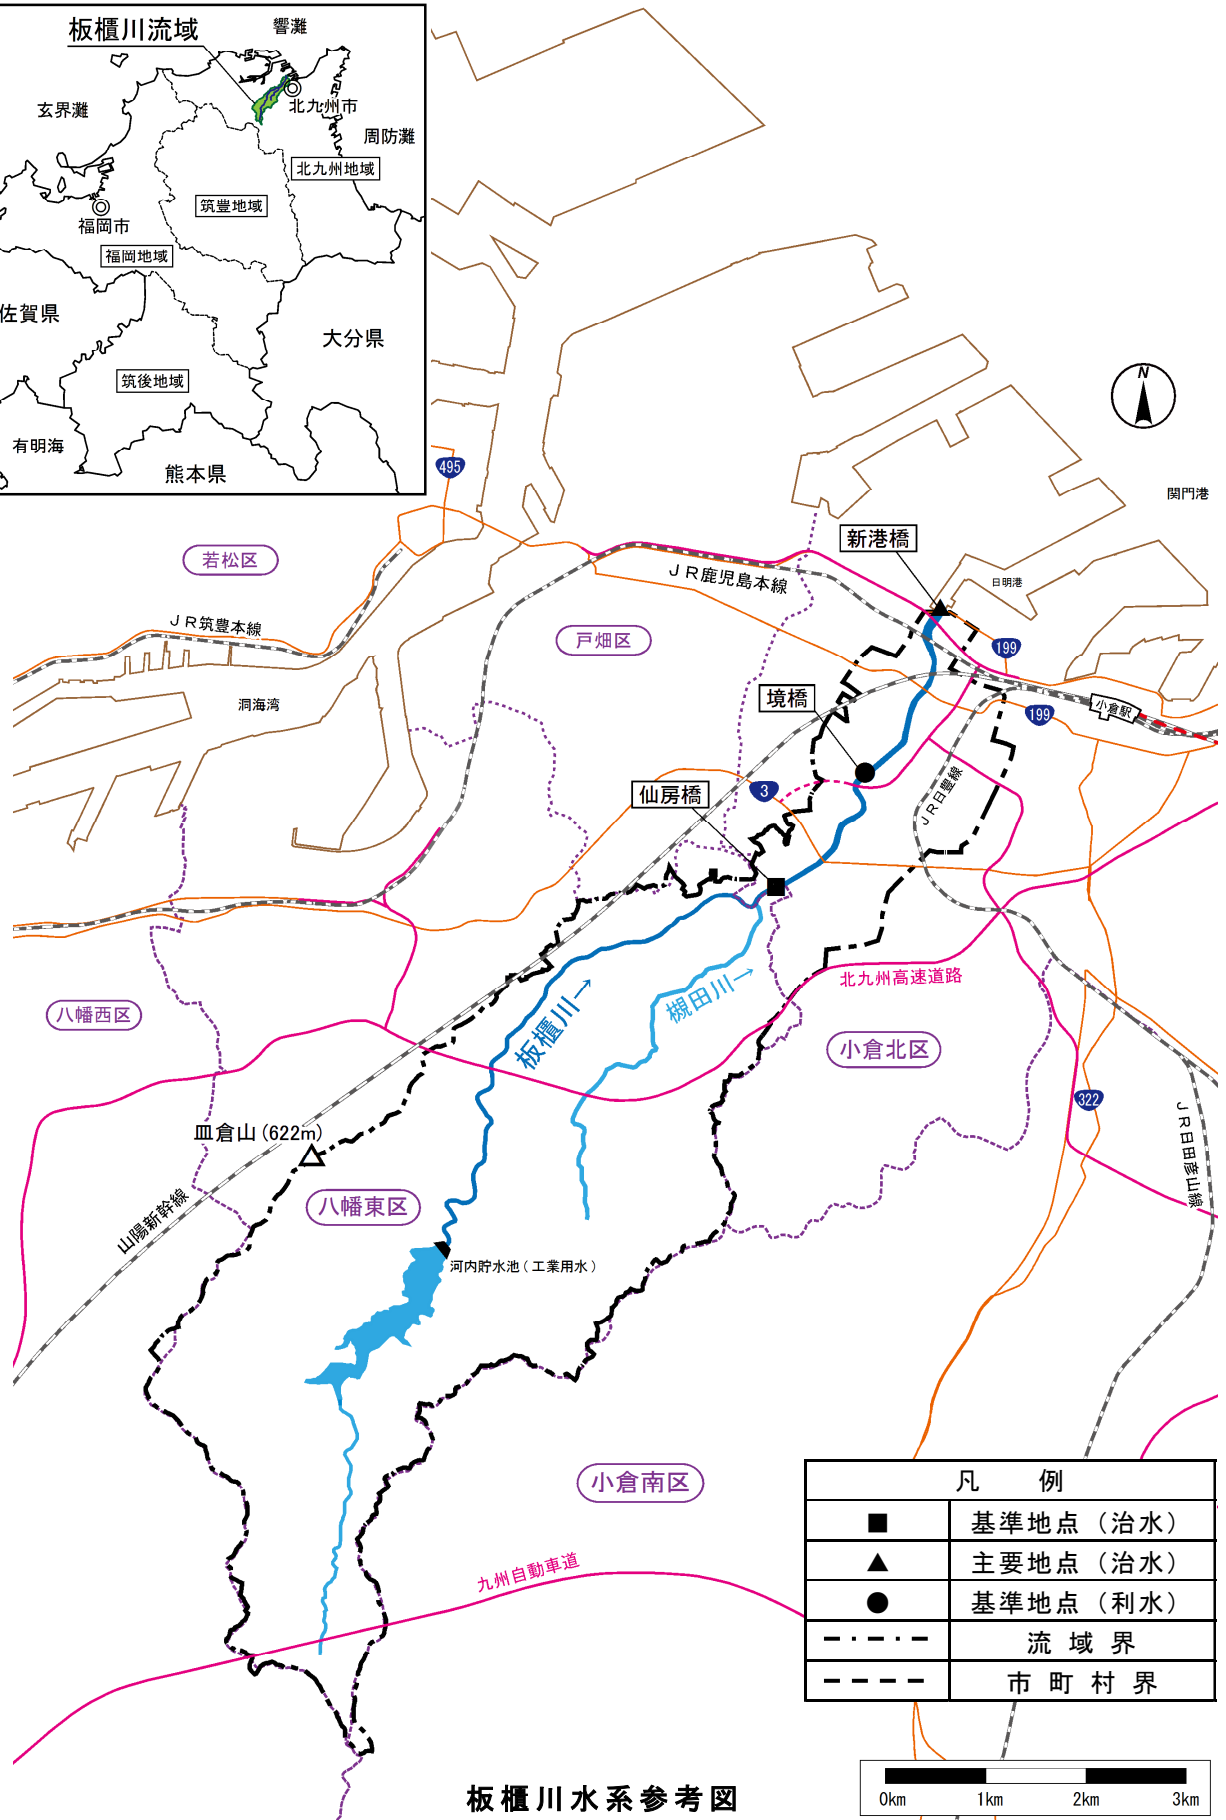 板櫃川流域
響灘
玄界灘
北九州市
周防灘
北九州地域
筑豊地域
福岡市
福岡地域
佐賀県
大分県
筑後地域
有明海
熊本県
N
495
関門港
新港橋
若松区
JR鹿児島本線
日明港
JR筑豊本線
戸畑区
199
境橋
洞海湾
199
小倉駅
仙房橋
3
JR日豊線
北九州高速道路
槻田川→
八幡西区
板櫃川→
小倉北区
322
皿倉山(622m)
JR日田彦山線
八幡東区
山陽新幹線
河内貯水池(工業用水)
小倉南区
九州自動車道
凡 例
基準地点(治水)
主要地点(治水)
基準地点(利水)
流域界
市町村界
板櫃川水系参考図
0km 1km 2km 3km